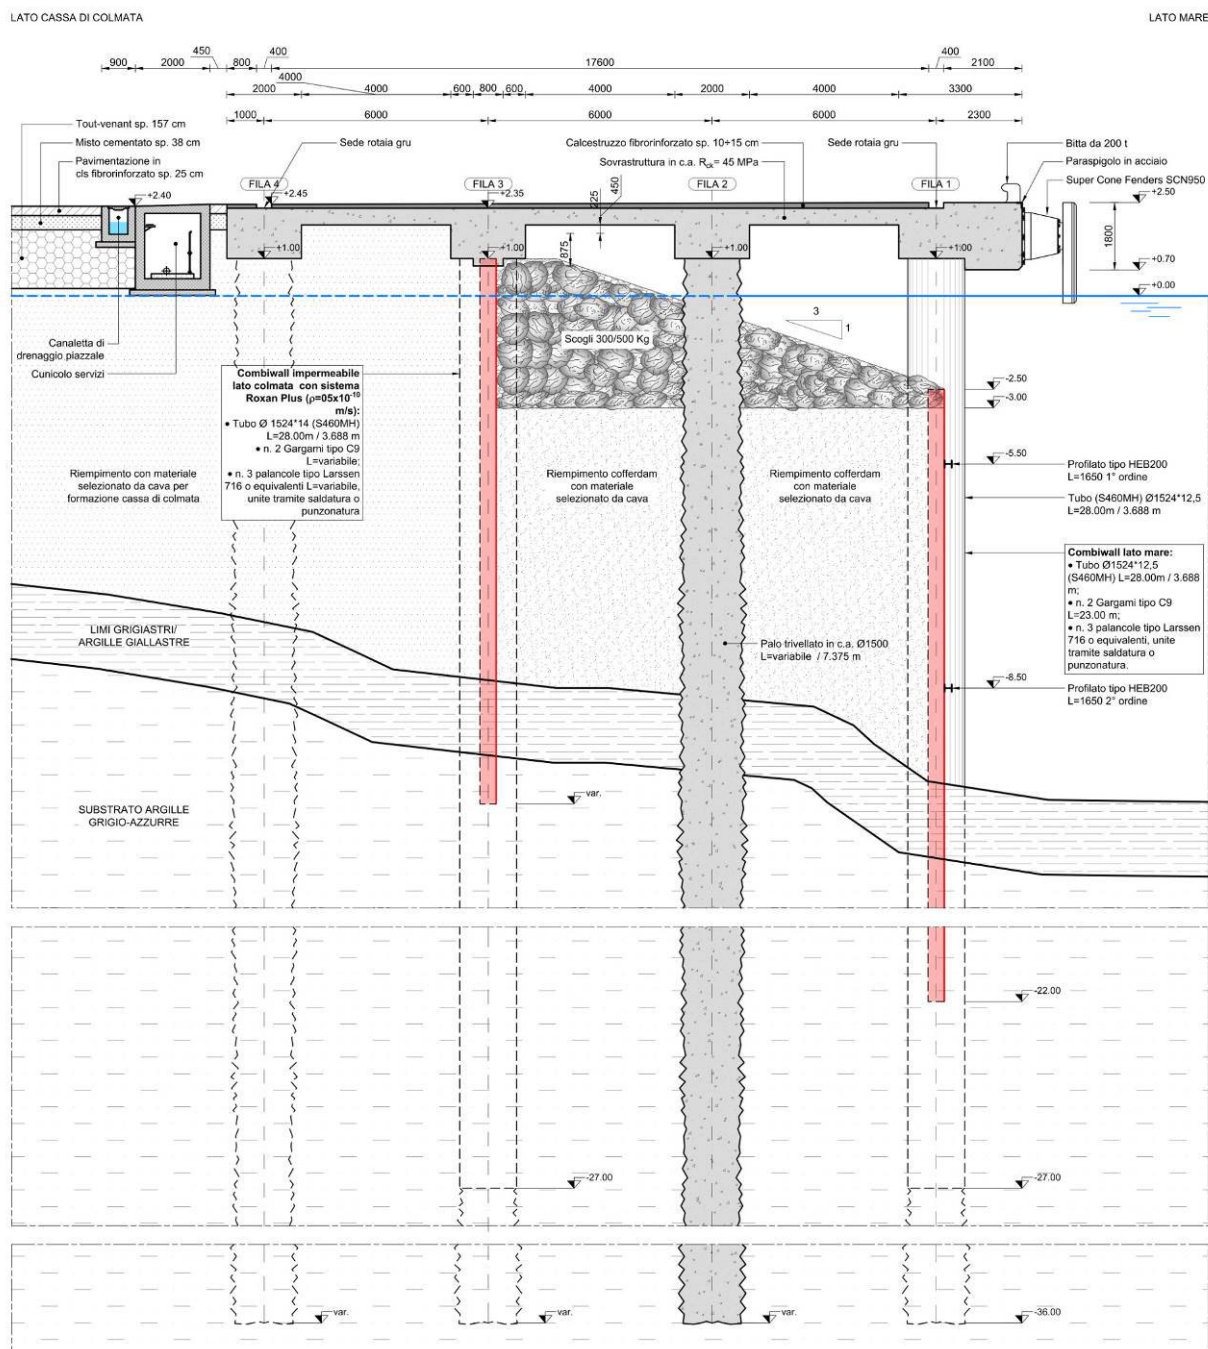 LATO CASSA DI COLMATA
LATO MARE
450
400
400
900
2000
800
17600
2100
4000
2000
4000
600
800
600
4000
2000
4000
3300
1000
6000
6000
6000
2300
Tout-venant sp. 157 cm
Misto cementato sp. 38 cm
Pavimentazione in
cls fibrorinforzato sp. 25 cm
Sede rotaia gru
Calcestruzzo fibrorinforzato sp. 10÷15 cm
Sovrastruttura in c.a. Rck= 45 MPa
Sede rotaia gru
Bitta da 200 t
Paraspigolo in acciaio
Super Cone Fenders SCN950
FILA 4
FILA 3
FILA 2
FILA 1
+2.40
+2.45
+2.35
225
450
+2.50
1800
+1.00
+1.00
875
+1.00
+1.00
+0.70
+0.00
3
1
Scogli 300/500 Kg
Canaletta di
drenaggio piazzale
Cunicolo servizi
Combiwall impermeabile
lato colmata con sistema
Roxan Plus (ρ=05x10-10
m/s):
• Tubo Ø 1524*14 (S460MH)
L=28.00m / 3.688 m
• n. 2 Gargami tipo C9
L=variabile;
• n. 3 palancole tipo Larssen
716 o equivalenti L=variabile,
unite tramite saldatura o
punzonatura
-2.50
-3.00
-5.50
Profilato tipo HEB200
L=1650 1° ordine
Tubo (S460MH) Ø1524*12,5
L=28.00m / 3.688 m
Riempimento con materiale
selezionato da cava per
formazione cassa di colmata
Riempimento cofferdam
con materiale
selezionato da cava
Riempimento cofferdam
con materiale
selezionato da cava
Combiwall lato mare:
• Tubo Ø1524*12,5
(S460MH) L=28.00m / 3.688
m;
• n. 2 Gargami tipo C9
L=23.00 m;
• n. 3 palancole tipo Larssen
716 o equivalenti, unite
tramite saldatura o
punzonatura.
LIMI GRIGIASTRI/
ARGILLE GIALLASTRE
Palo trivellato in c.a. Ø1500
L=variabile / 7.375 m
-8.50
Profilato tipo HEB200
L=1650 2° ordine
SUBSTRATO ARGILLE
GRIGIO-AZZURRE
var.
-22.00
-27.00
-27.00
var.
var.
var.
-36.00